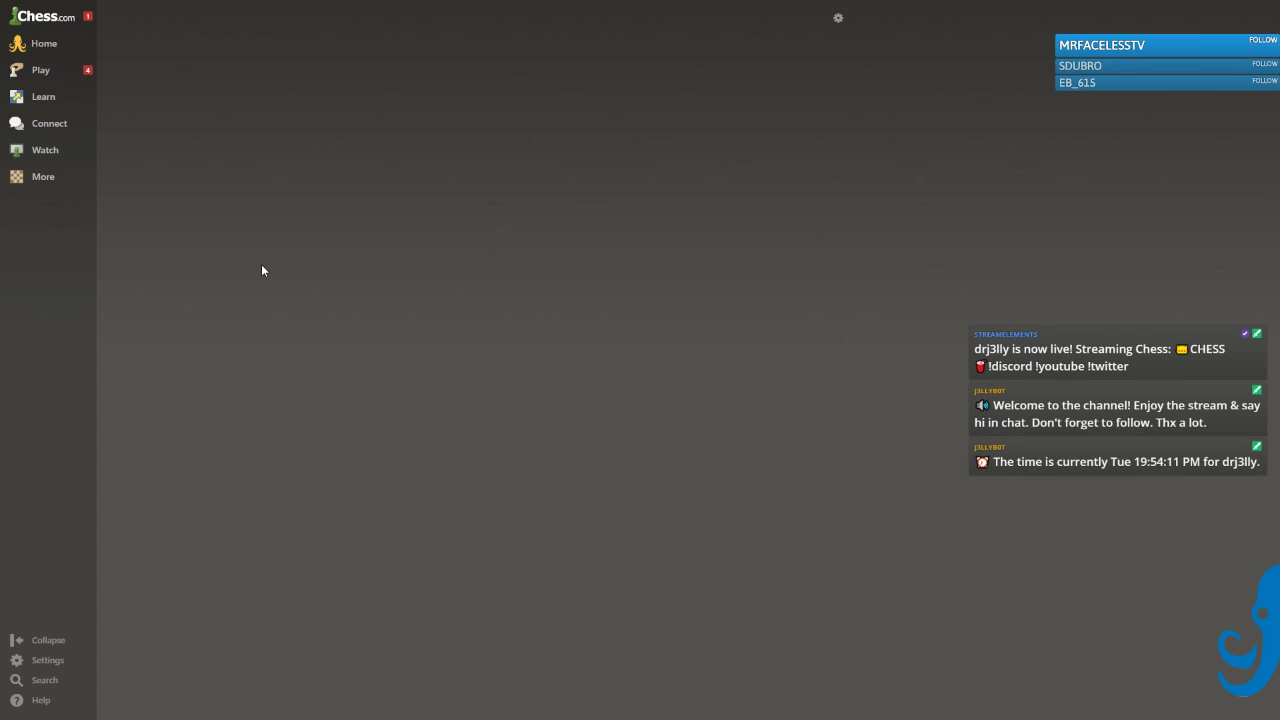 Chess.com 1
Home
Play 4
Learn
Connect
Watch
More
Collapse
Settings
Search
Help
MRFACELESSTV FOLLOW
SDUBRO FOLLOW
EB_615 FOLLOW
STREAMELEMENTS
drj3lly is now live! Streaming Chess: CHESS
!discord !youtube !twitter
J3LLYB0T
Welcome to the channel! Enjoy the stream & say
hi in chat. Don't forget to follow. Thx a lot.
J3LLYB0T
The time is currently Tue 19:54:11 PM for drj3lly.